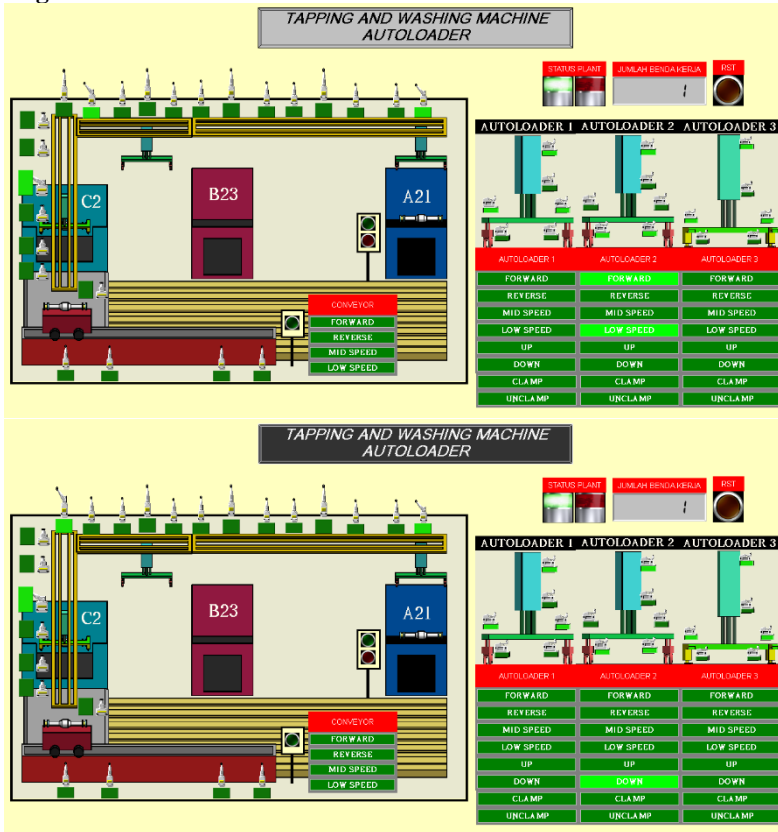 TAPPING AND WASHING MACHINE
AUTOLOADER
STATUS PLANT JUMLAH BENDA KERJA RST
1
AUTOLOADER 1 AUTOLOADER 2 AUTOLOADER 3
C2 B23 A21
AUTOLOADER 1 AUTOLOADER 2 AUTOLOADER 3
FORWARD FORWARD FORWARD
REVERSE REVERSE REVERSE
MID SPEED MID SPEED MID SPEED
LOW SPEED LOW SPEED LOW SPEED
UP UP UP
DOWN DOWN DOWN
CLAMP CLAMP CLAMP
UNCLAMP UNCLAMP UNCLAMP
CONVEYOR
FORWARD
REVERSE
MID SPEED
LOW SPEED
TAPPING AND WASHING MACHINE
AUTOLOADER
STATUS PLANT JUMLAH BENDA KERJA RST
1
AUTOLOADER 1 AUTOLOADER 2 AUTOLOADER 3
C2 B23 A21
AUTOLOADER 1 AUTOLOADER 2 AUTOLOADER 3
FORWARD FORWARD FORWARD
REVERSE REVERSE REVERSE
MID SPEED MID SPEED MID SPEED
LOW SPEED LOW SPEED LOW SPEED
UP UP UP
DOWN DOWN DOWN
CLAMP CLAMP CLAMP
UNCLAMP UNCLAMP UNCLAMP
CONVEYOR
FORWARD
REVERSE
MID SPEED
LOW SPEED